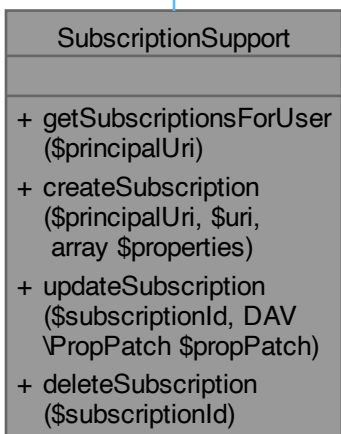 SubscriptionSupport
+ getSubscriptionsForUser
($principalUri)
+ createSubscription
($principalUri, $uri,
array $properties)
+ updateSubscription
($subscriptionId, DAV
\PropPatch $propPatch)
+ deleteSubscription
($subscriptionId)